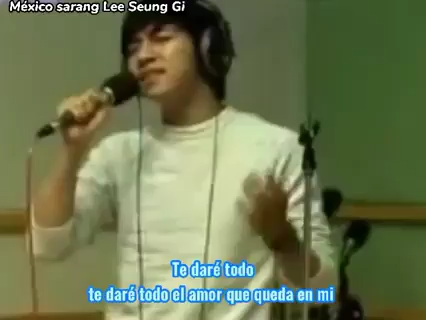 México sarang Lee Seung Gi
Te daré todo
te daré todo el amor que queda en mi